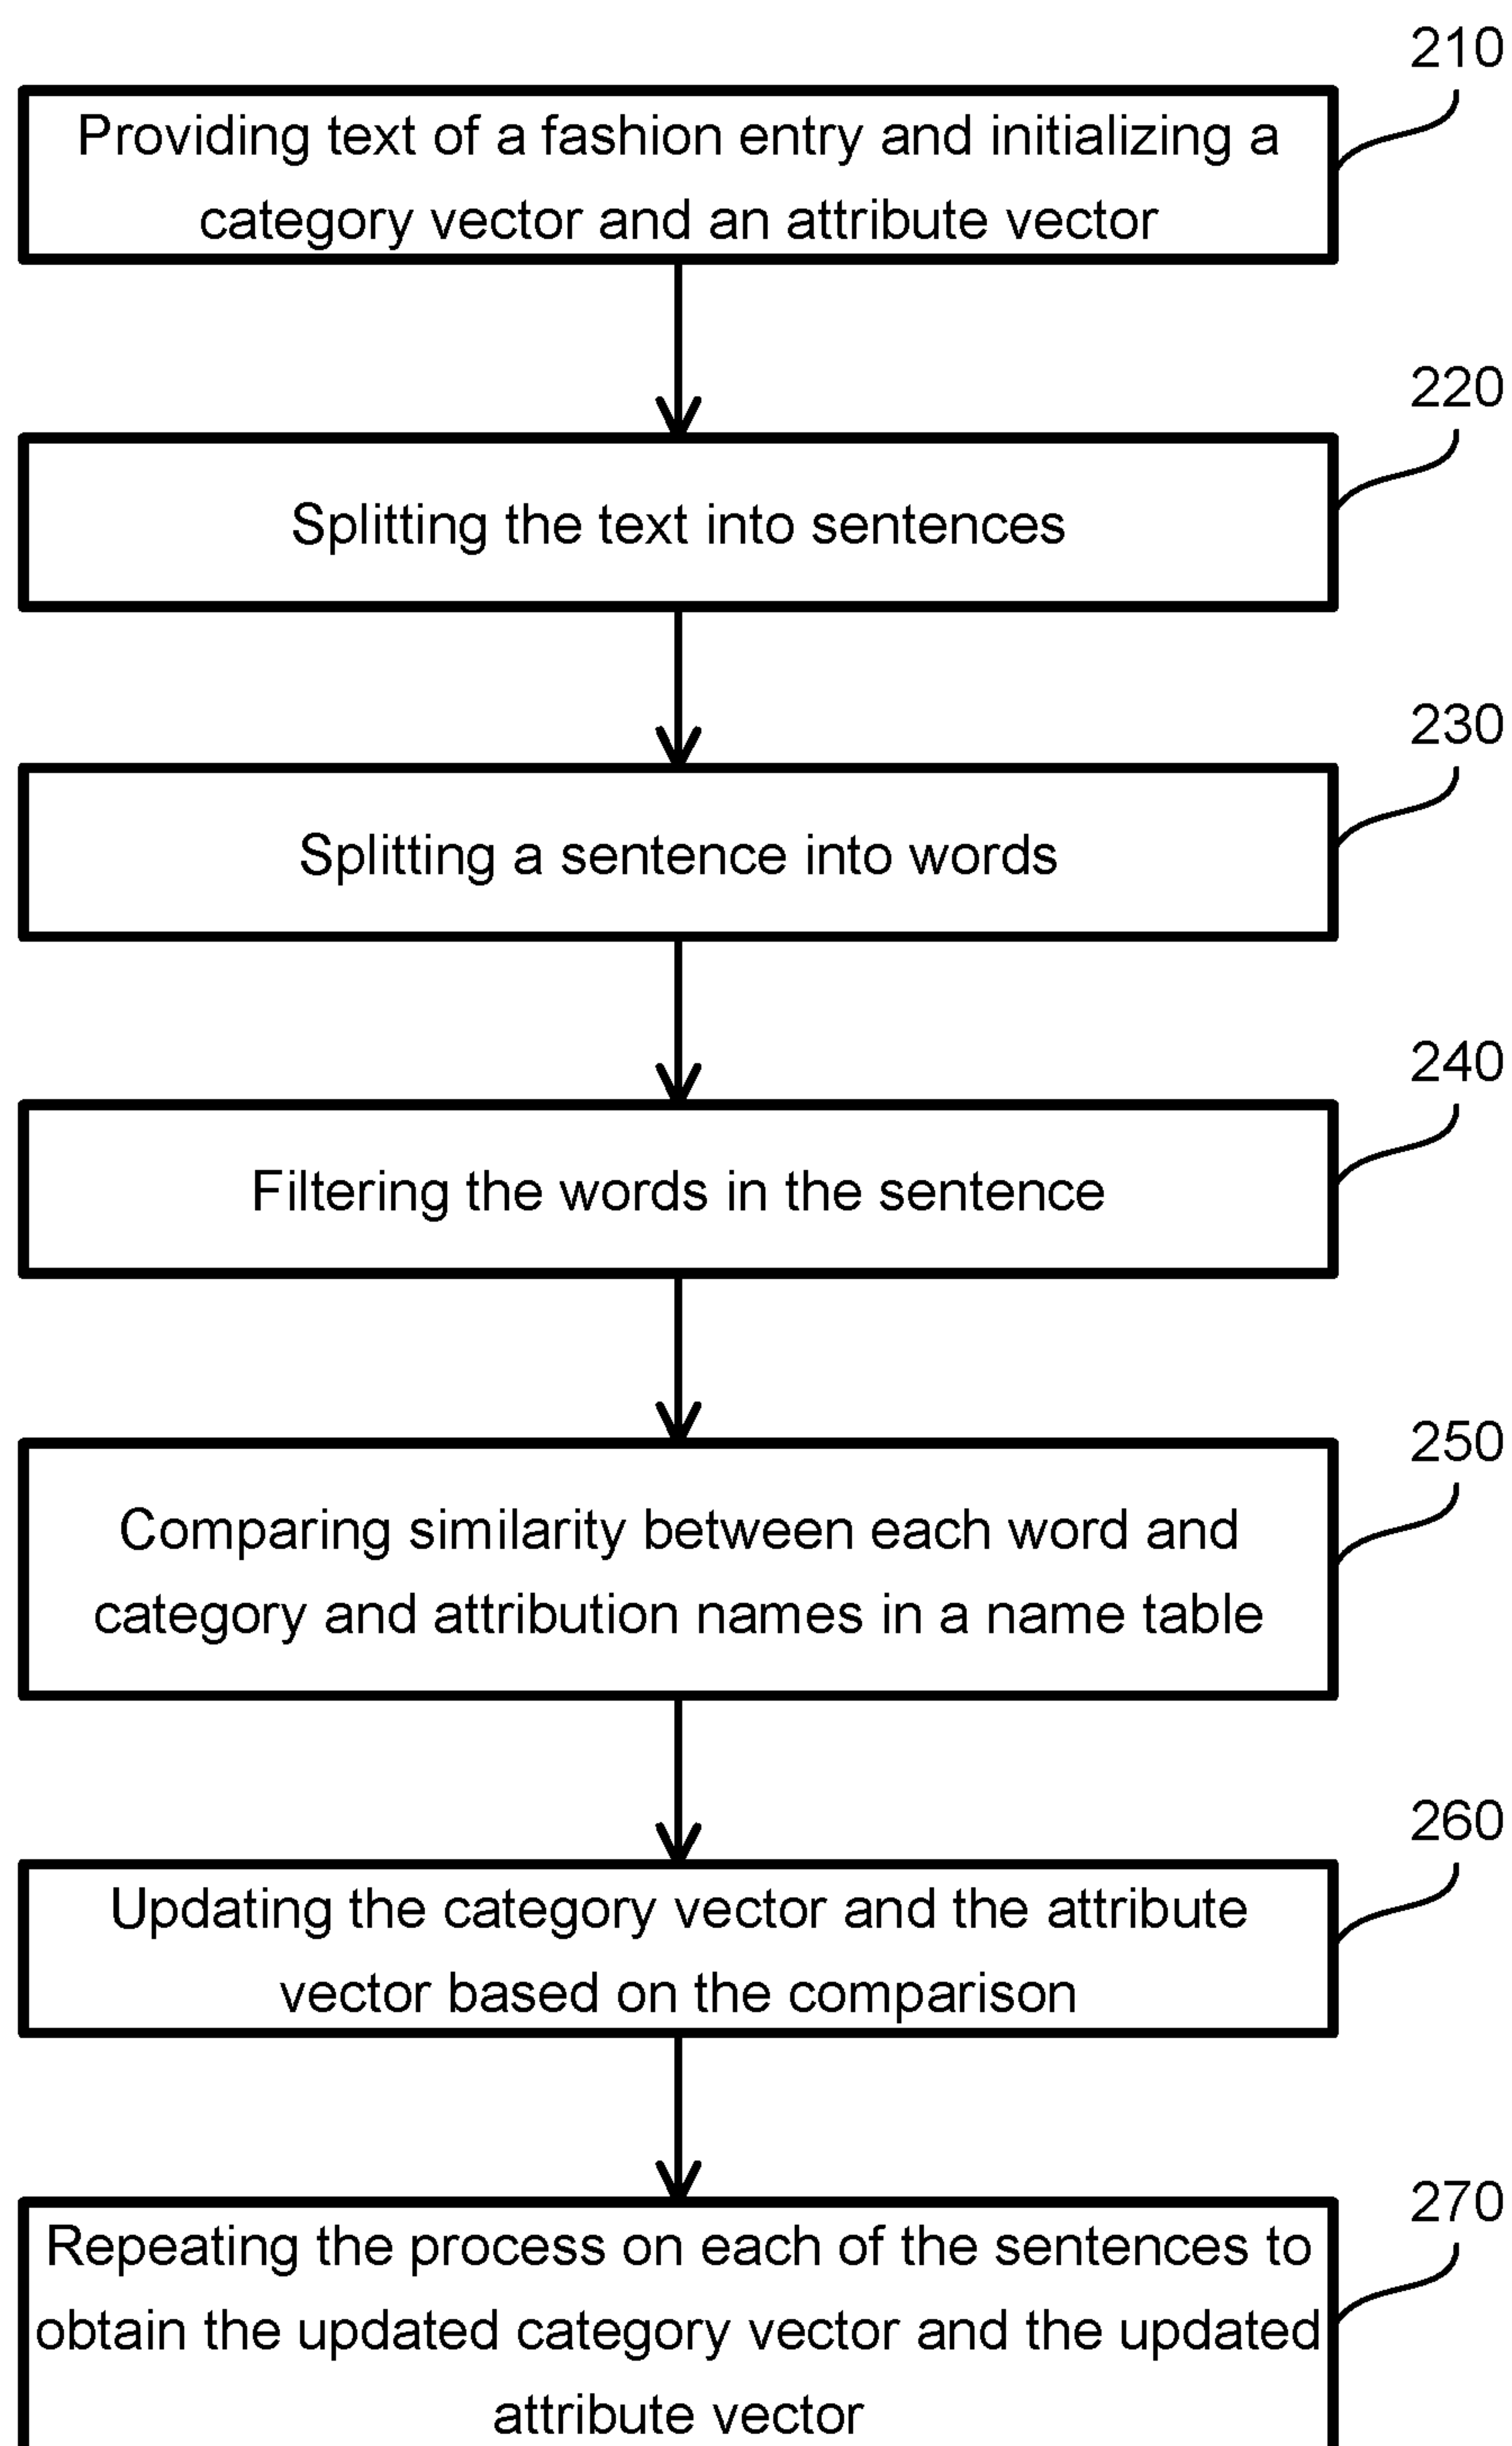 210
Providing text of a fashion entry and initializing a
category vector and an attribute vector
220
Splitting the text into sentences
230
Splitting a sentence into words
240
Filtering the words in the sentence
250
Comparing similarity between each word and
category and attribution names in a name table
260
Updating the category vector and the attribute
vector based on the comparison
270
Repeating the process on each of the sentences to
obtain the updated category vector and the updated
attribute vector